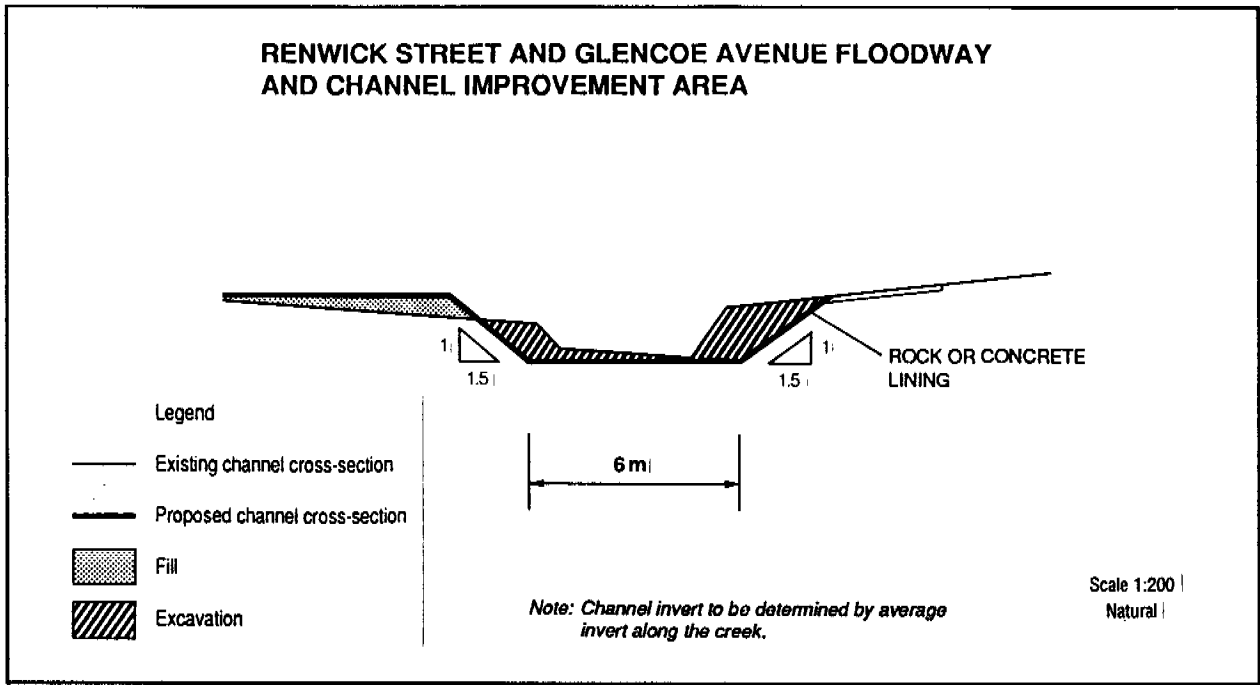 RENWICK STREET AND GLENCOE AVENUE FLOODWAY
AND CHANNEL IMPROVEMENT AREA
1
1.5
1
1.5
ROCK OR CONCRETE
LINING
6 m
Legend
Existing channel cross-section
Proposed channel cross-section
Fill
Excavation
Note: Channel invert to be determined by average
invert along the creek.
Scale 1:200
Natural